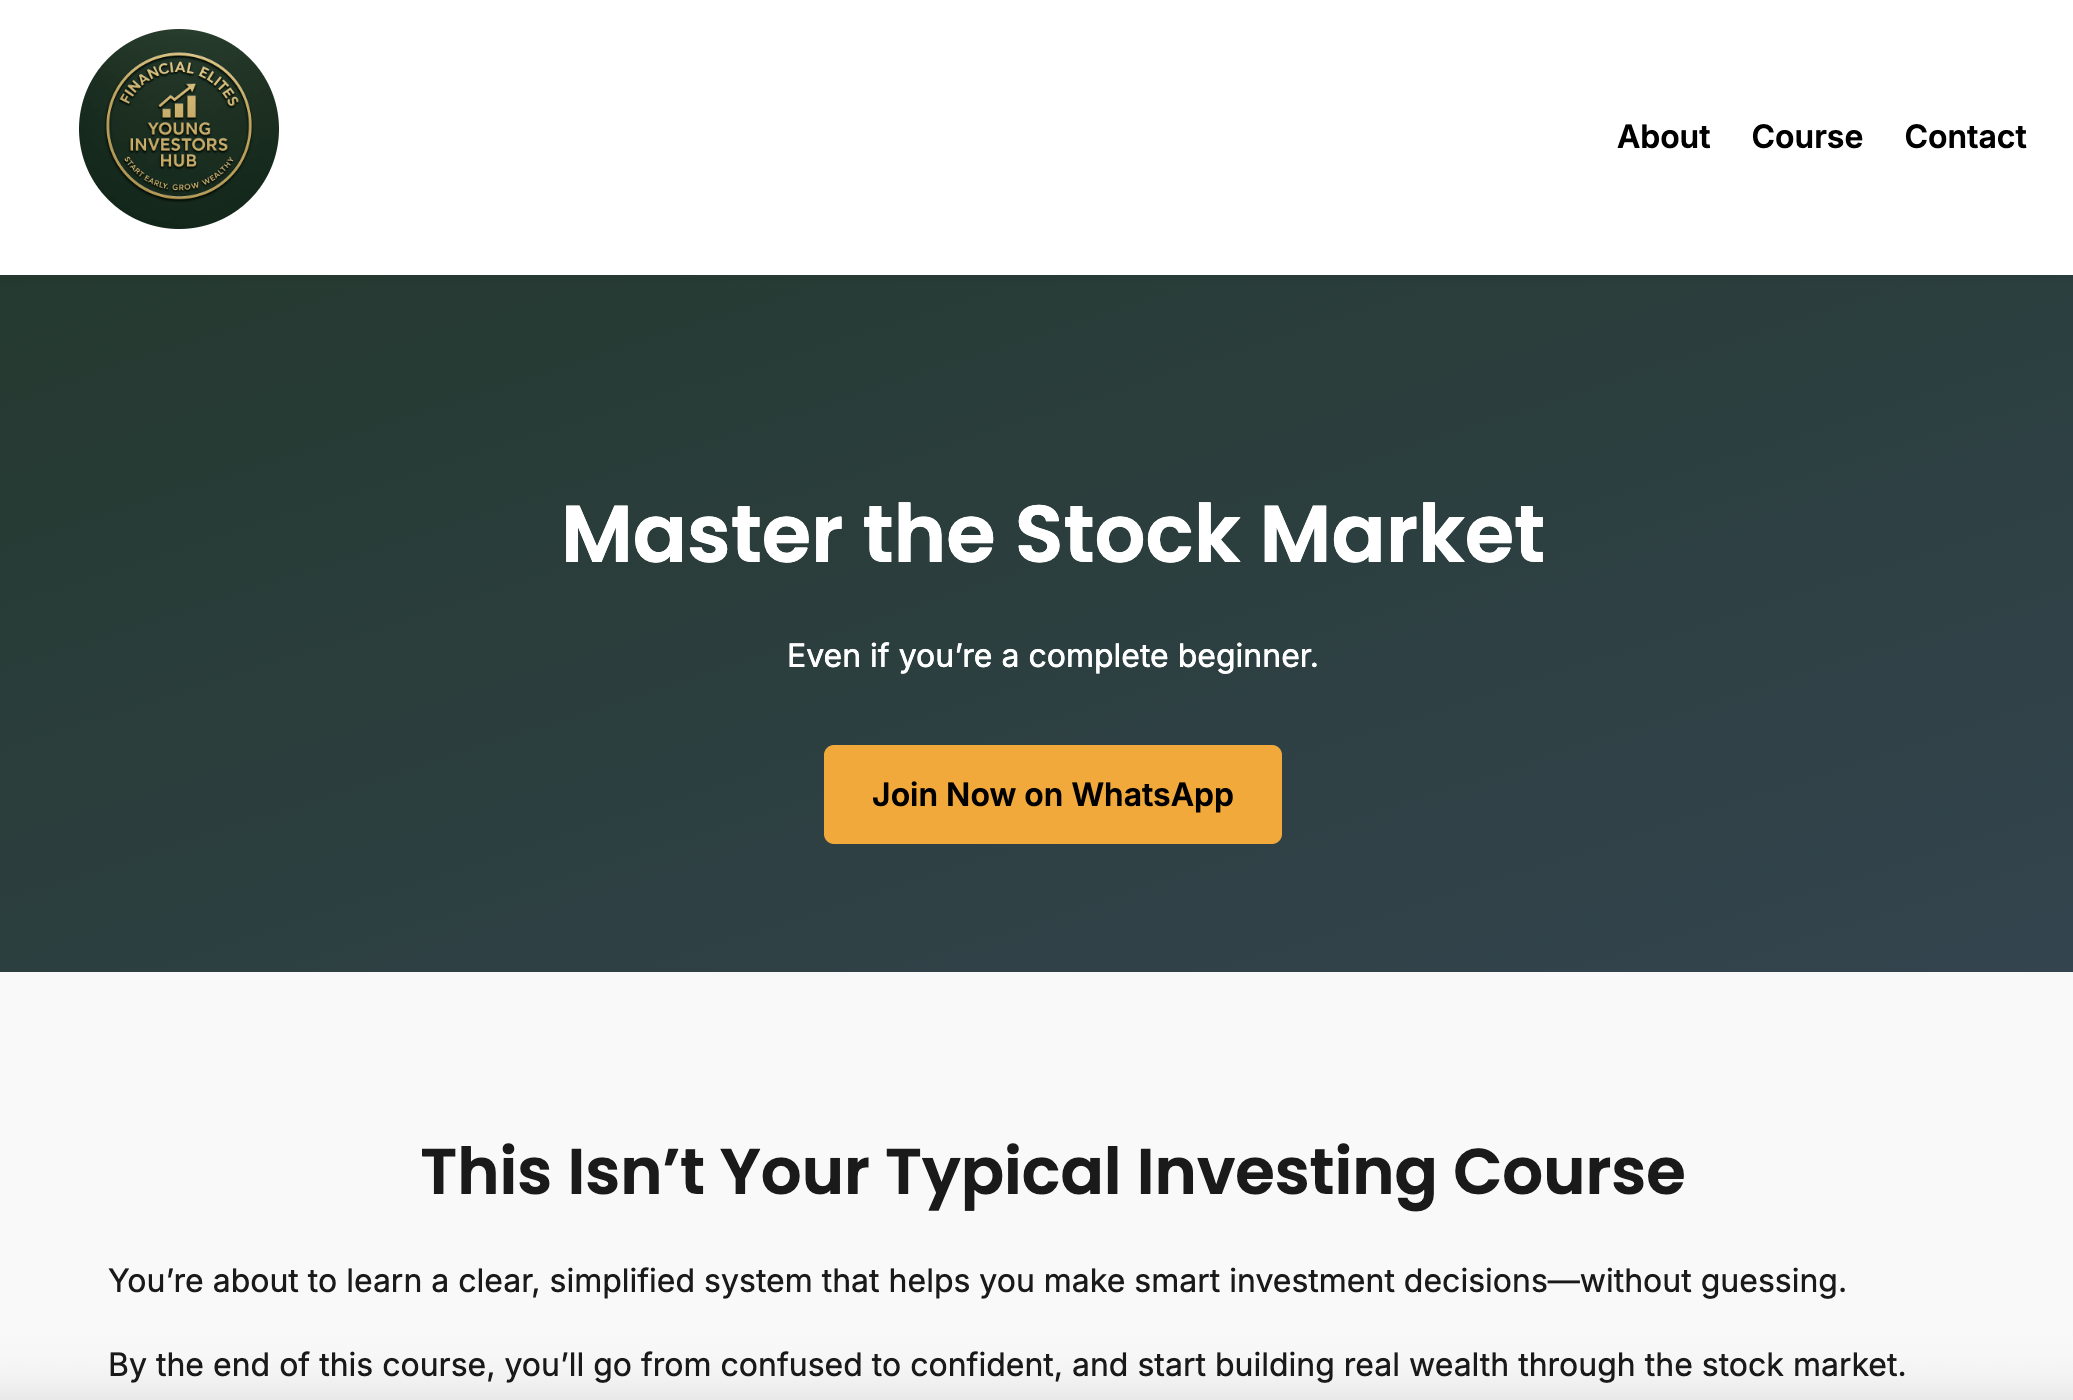 FINANCIAL ELITES
YOUNG
INVESTORS
HUB
START EARLY. GROW WEALTHY
About Course Contact
Master the Stock Market
Even if you’re a complete beginner.
Join Now on WhatsApp
This Isn’t Your Typical Investing Course
You’re about to learn a clear, simplified system that helps you make smart investment decisions—without guessing.
By the end of this course, you’ll go from confused to confident, and start building real wealth through the stock market.